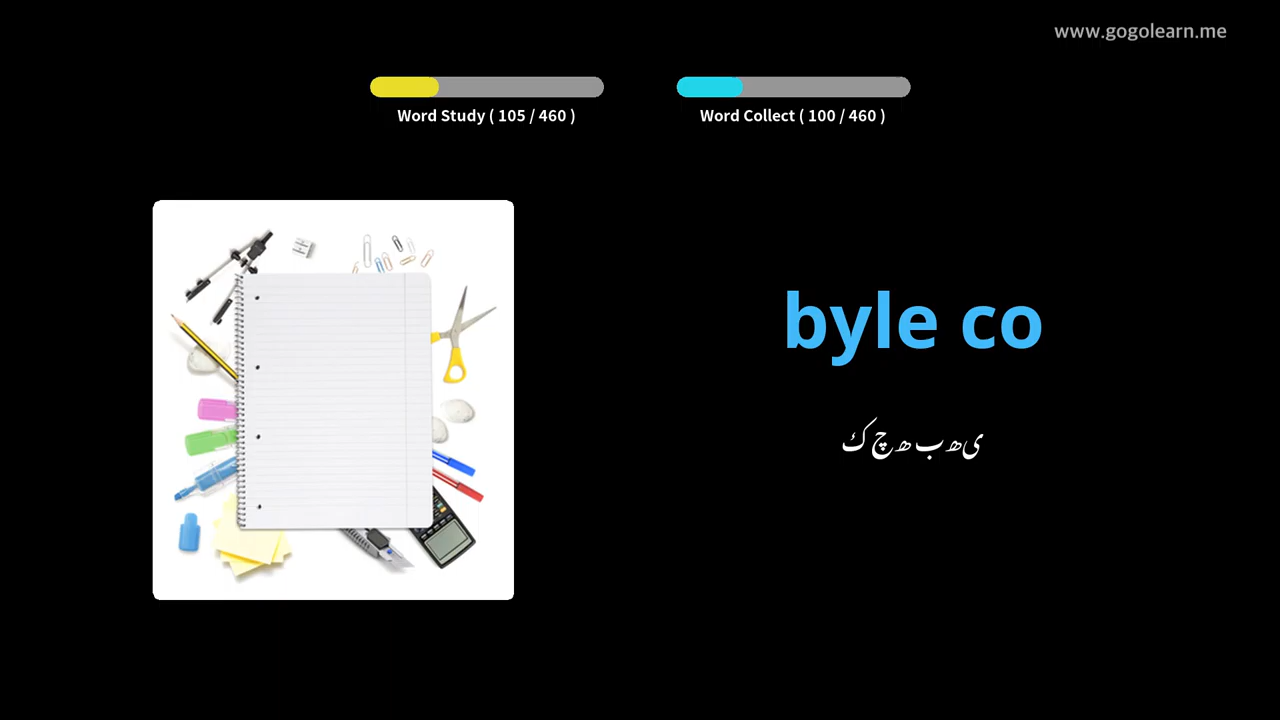 www.gogolearn.me
Word Study ( 105 / 460 )
Word Collect ( 100 / 460 )
byle co
ی ھ ب ھ چ ک